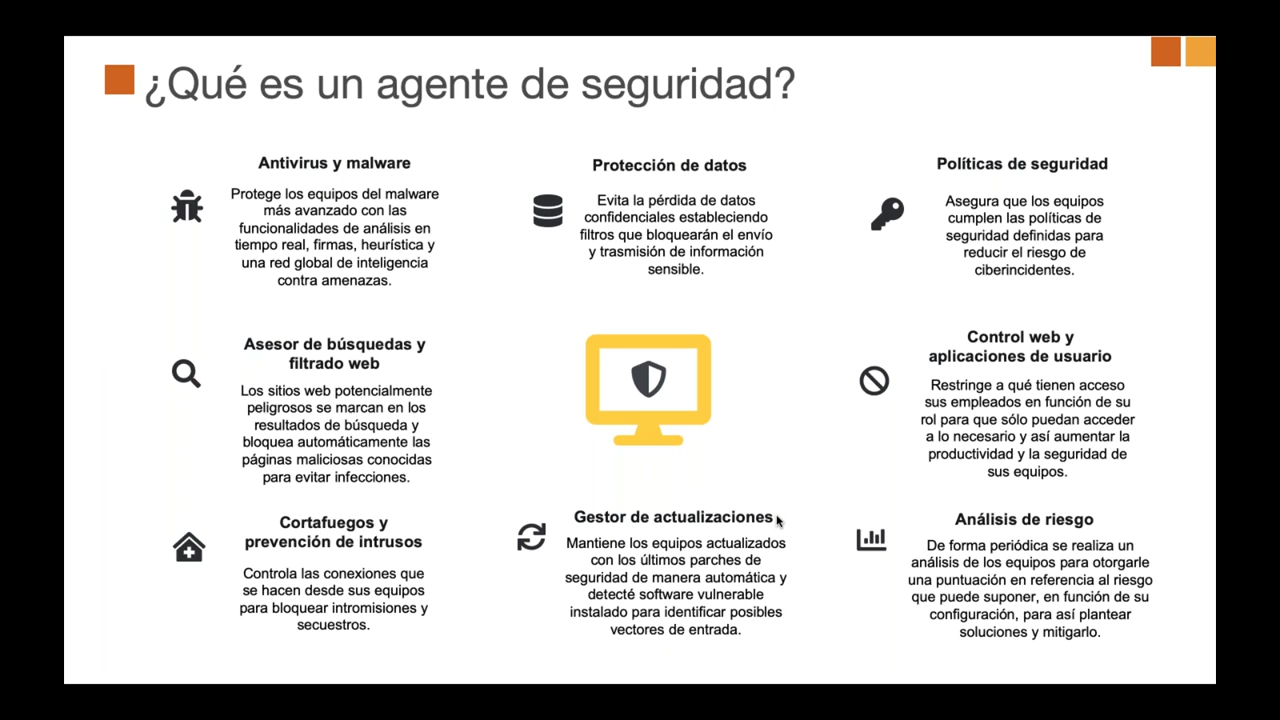 ¿Qué es un agente de seguridad?
Antivirus y malware
Protege los equipos del malware
más avanzado con las
funcionalidades de análisis en
tiempo real, firmas, heurística y
una red global de inteligencia
contra amenazas.
Protección de datos
Evita la pérdida de datos
confidenciales estableciendo
filtros que bloquearán el envío
y trasmisión de información
sensible.
Políticas de seguridad
Asegura que los equipos
cumplen las políticas de
seguridad definidas para
reducir el riesgo de
ciberincidentes.
Asesor de búsquedas y
filtrado web
Los sitios web potencialmente
peligrosos se marcan en los
resultados de búsqueda y
bloquea automáticamente las
páginas maliciosas conocidas
para evitar infecciones.
Control web y
aplicaciones de usuario
Restringe a qué tienen acceso
sus empleados en función de su
rol para que sólo puedan acceder
a lo necesario y así aumentar la
productividad y la seguridad de
sus equipos.
Cortafuegos y
prevención de intrusos
Controla las conexiones que
se hacen desde sus equipos
para bloquear intromisiones y
secuestros.
Gestor de actualizaciones
Mantiene los equipos actualizados
con los últimos parches de
seguridad de manera automática y
detecté software vulnerable
instalado para identificar posibles
vectores de entrada.
Análisis de riesgo
De forma periódica se realiza un
análisis de los equipos para otorgarle
una puntuación en referencia al riesgo
que puede suponer, en función de su
configuración, para así plantear
soluciones y mitigarlo.